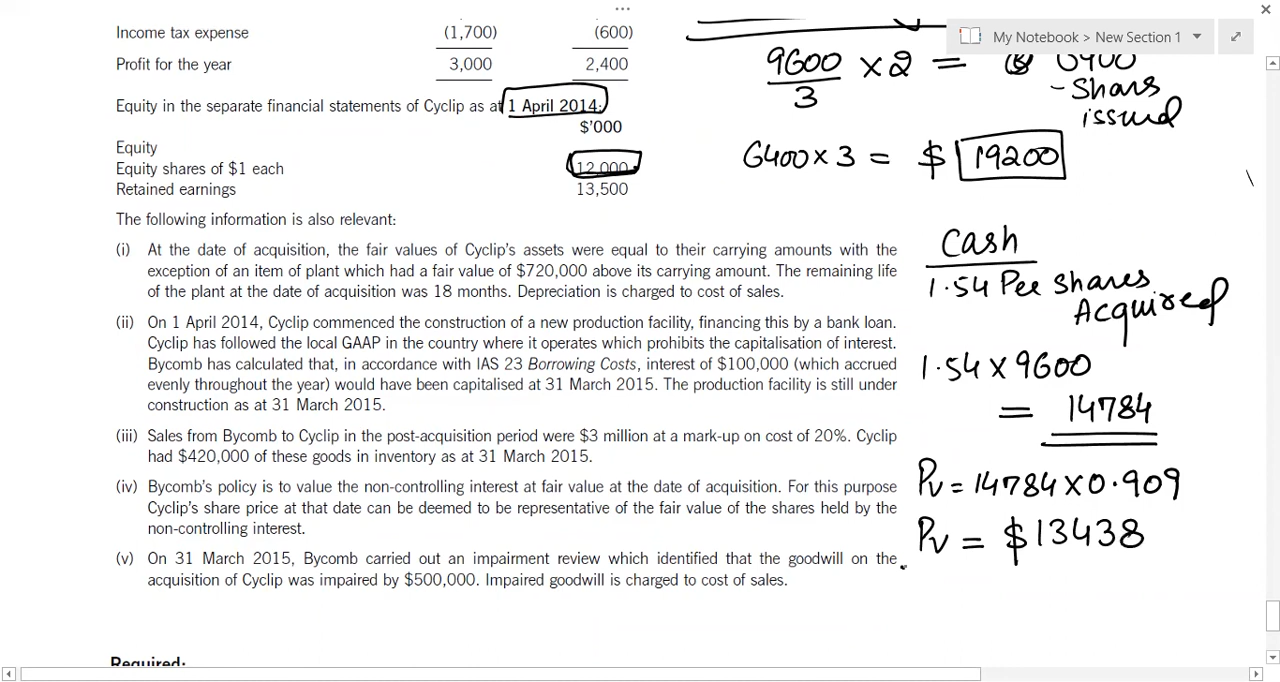 Income tax expense (1,700) (600)
Profit for the year 3,000 2,400
Equity in the separate financial statements of Cyclip as at 1 April 2014:
$'000
Equity
Equity shares of $1 each 12,000
Retained earnings 13,500
The following information is also relevant:
(i) At the date of acquisition, the fair values of Cyclip's assets were equal to their carrying amounts with the
exception of an item of plant which had a fair value of $720,000 above its carrying amount. The remaining life
of the plant at the date of acquisition was 18 months. Depreciation is charged to cost of sales.
(ii) On 1 April 2014, Cyclip commenced the construction of a new production facility, financing this by a bank loan.
Cyclip has followed the local GAAP in the country where it operates which prohibits the capitalisation of interest.
Bycomb has calculated that, in accordance with IAS 23 Borrowing Costs, interest of $100,000 (which accrued
evenly throughout the year) would have been capitalised at 31 March 2015. The production facility is still under
construction as at 31 March 2015.
(iii) Sales from Bycomb to Cyclip in the post-acquisition period were $3 million at a mark-up on cost of 20%. Cyclip
had $420,000 of these goods in inventory as at 31 March 2015.
(iv) Bycomb's policy is to value the non-controlling interest at fair value at the date of acquisition. For this purpose
Cyclip's share price at that date can be deemed to be representative of the fair value of the shares held by the
non-controlling interest.
(v) On 31 March 2015, Bycomb carried out an impairment review which identified that the goodwill on the
acquisition of Cyclip was impaired by $500,000. Impaired goodwill is charged to cost of sales.
Required:
My Notebook > New Section 1
9600 × 2 = 6400
3
- Shars
issued
6400 × 3 = $ 19200
Cash
1.54 Per shares
Acquired
1.54 × 9600
= 14784
Pv = 14784 × 0.909
Pv = $13438